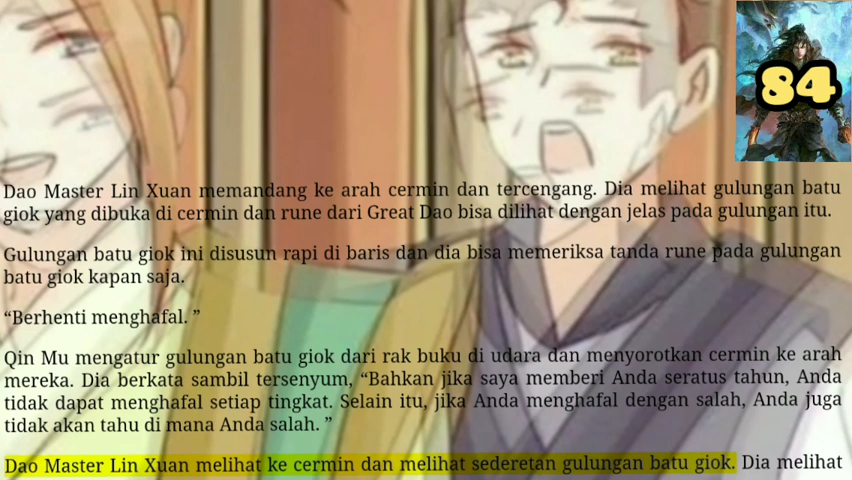 84
Dao Master Lin Xuan memandang ke arah cermin dan tercengang. Dia melihat gulungan batu
giok yang dibuka di cermin dan rune dari Great Dao bisa dilihat dengan jelas pada gulungan itu.
Gulungan batu giok ini disusun rapi di baris dan dia bisa memeriksa tanda rune pada gulungan
batu giok kapan saja.
“Berhenti menghafal. ”
Qin Mu mengatur gulungan batu giok dari rak buku di udara dan menyorotkan cermin ke arah
mereka. Dia berkata sambil tersenyum, “Bahkan jika saya memberi Anda seratus tahun, Anda
tidak dapat menghafal setiap tingkat. Selain itu, jika Anda menghafal dengan salah, Anda juga
tidak akan tahu di mana Anda salah. ”
Dao Master Lin Xuan melihat ke cermin dan melihat sederetan gulungan batu giok. Dia melihat